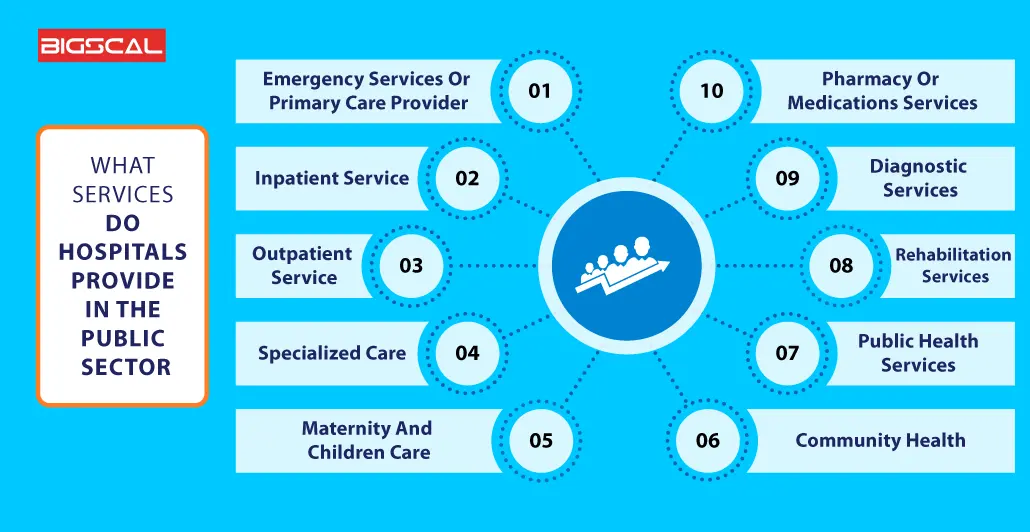 BIGSCAL
WHAT
SERVICES
DO
HOSPITALS
PROVIDE
IN THE
PUBLIC
SECTOR
Emergency Services Or
Primary Care Provider
01
Inpatient Service
02
Outpatient
Service
03
Specialized Care
04
Maternity And
Children Care
05
06
Community Health
07
Public Health
Services
08
Rehabilitation
Services
09
Diagnostic
Services
10
Pharmacy Or
Medications Services